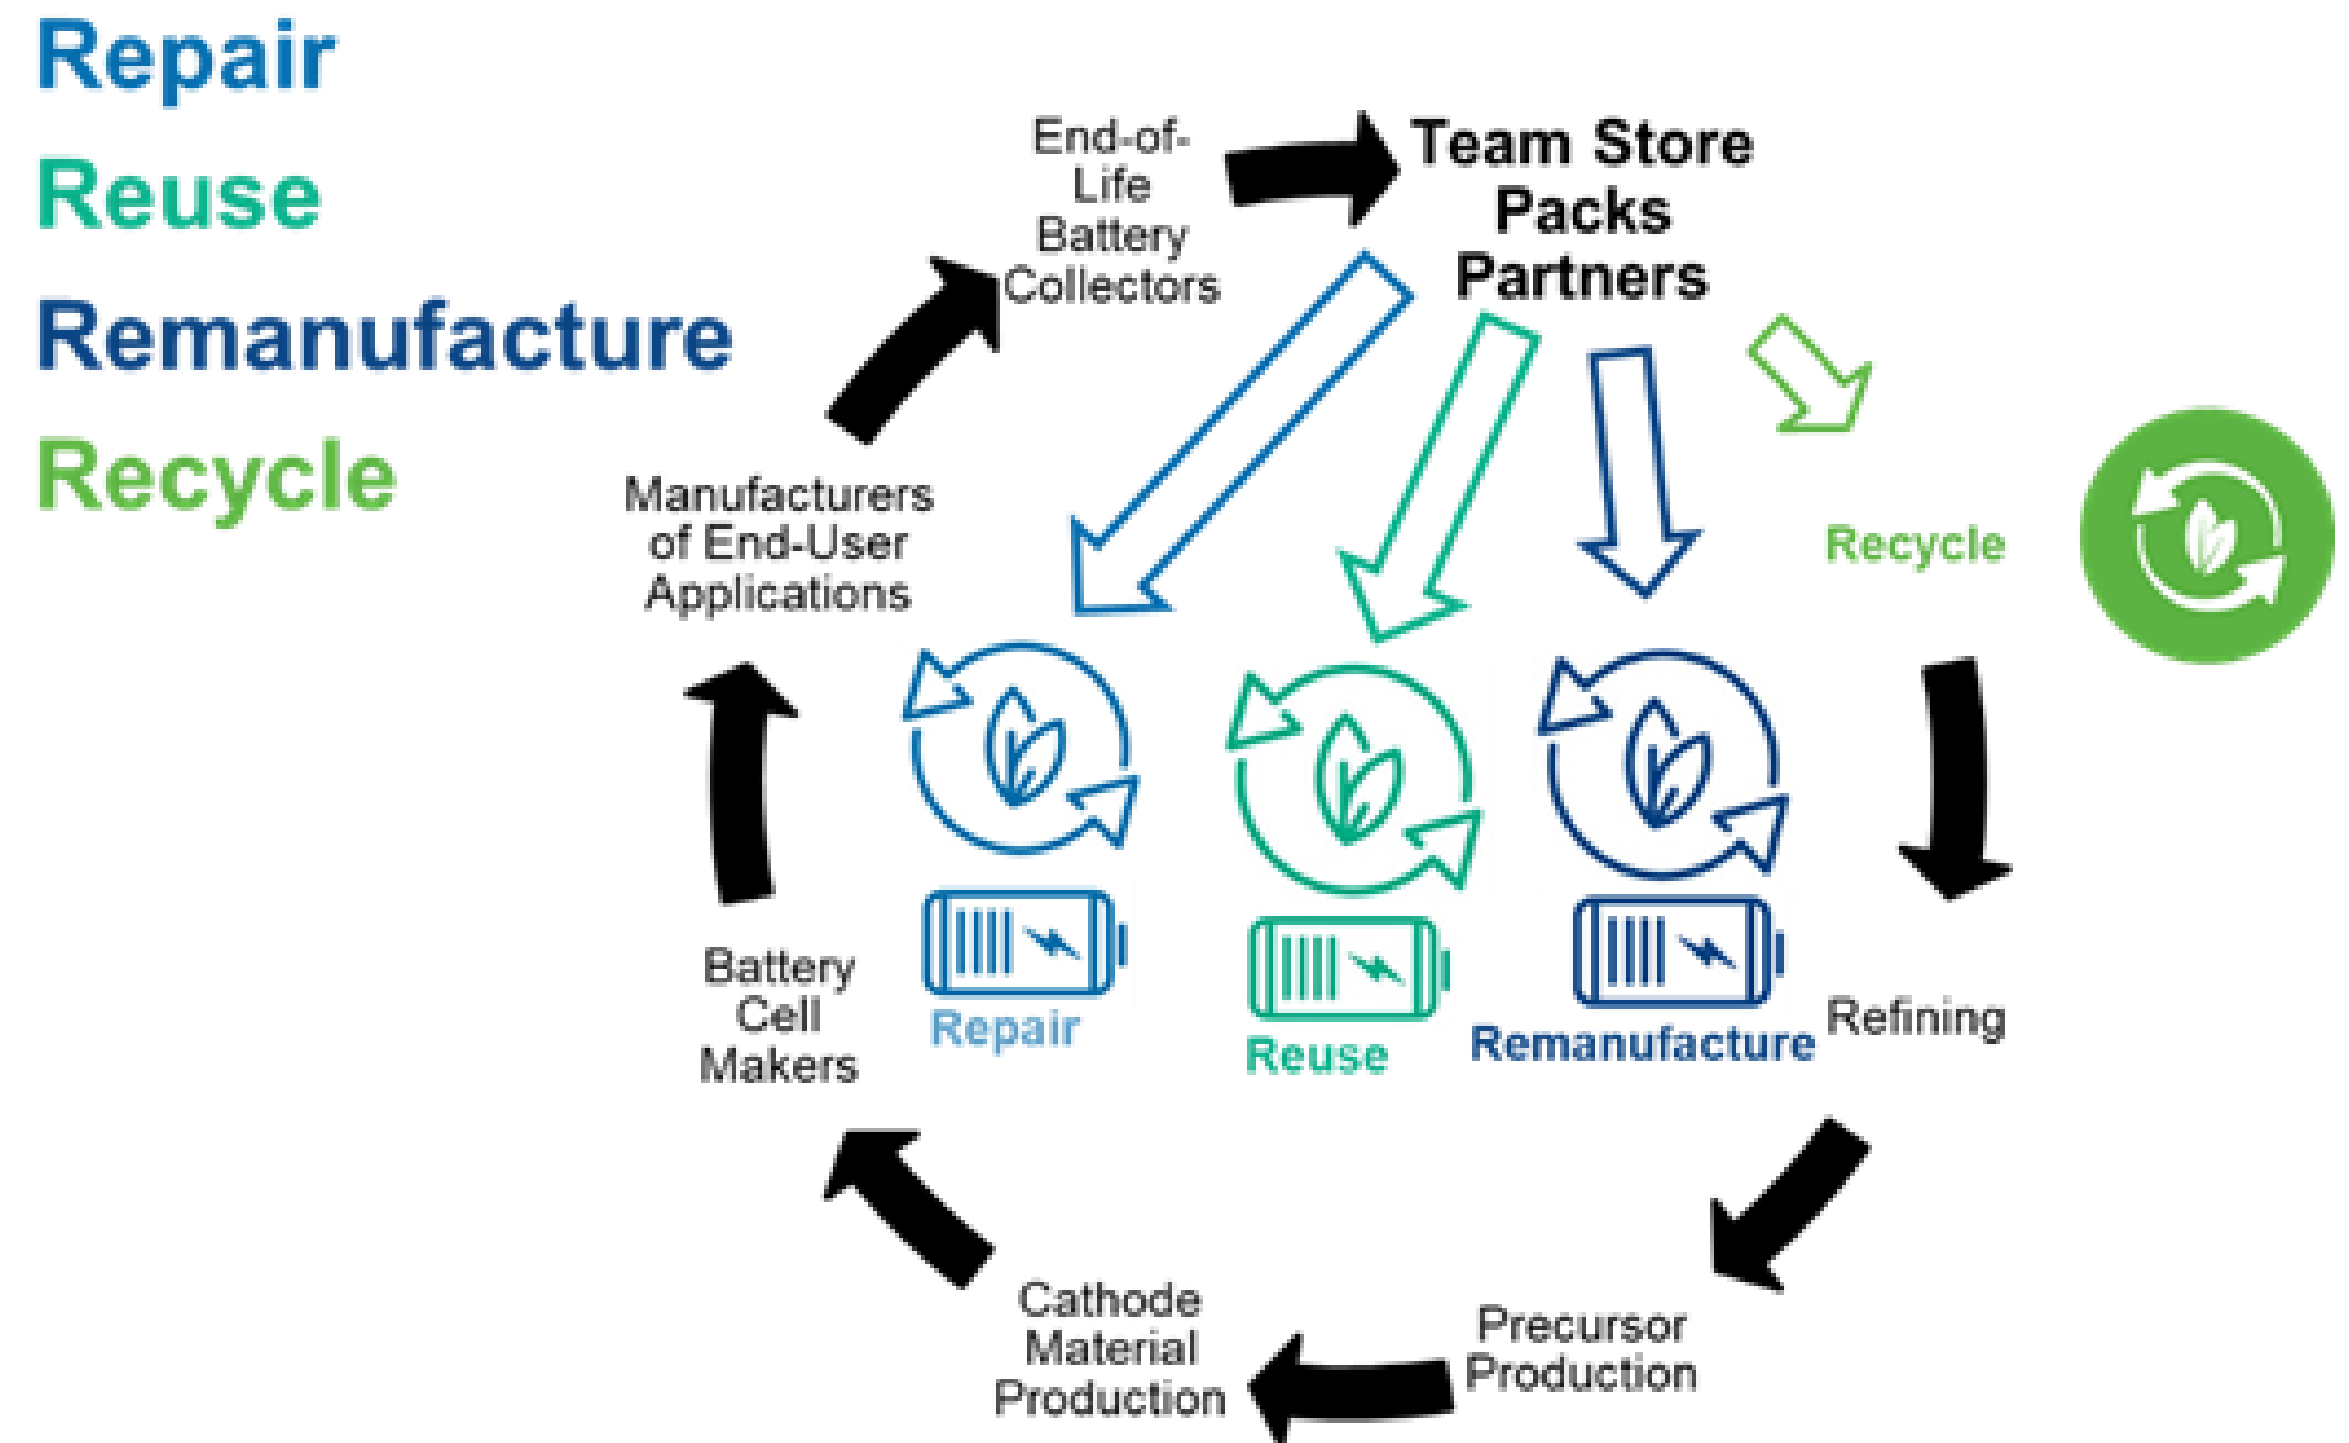 Repair
Reuse
Remanufacture
Recycle
End-of-
Life
Battery
Collectors
Team Store
Packs
Partners
Manufacturers
of End-User
Applications
Recycle
Battery
Cell
Makers
Repair
Reuse
Remanufacture
Refining
Cathode
Material
Production
Precursor
Production